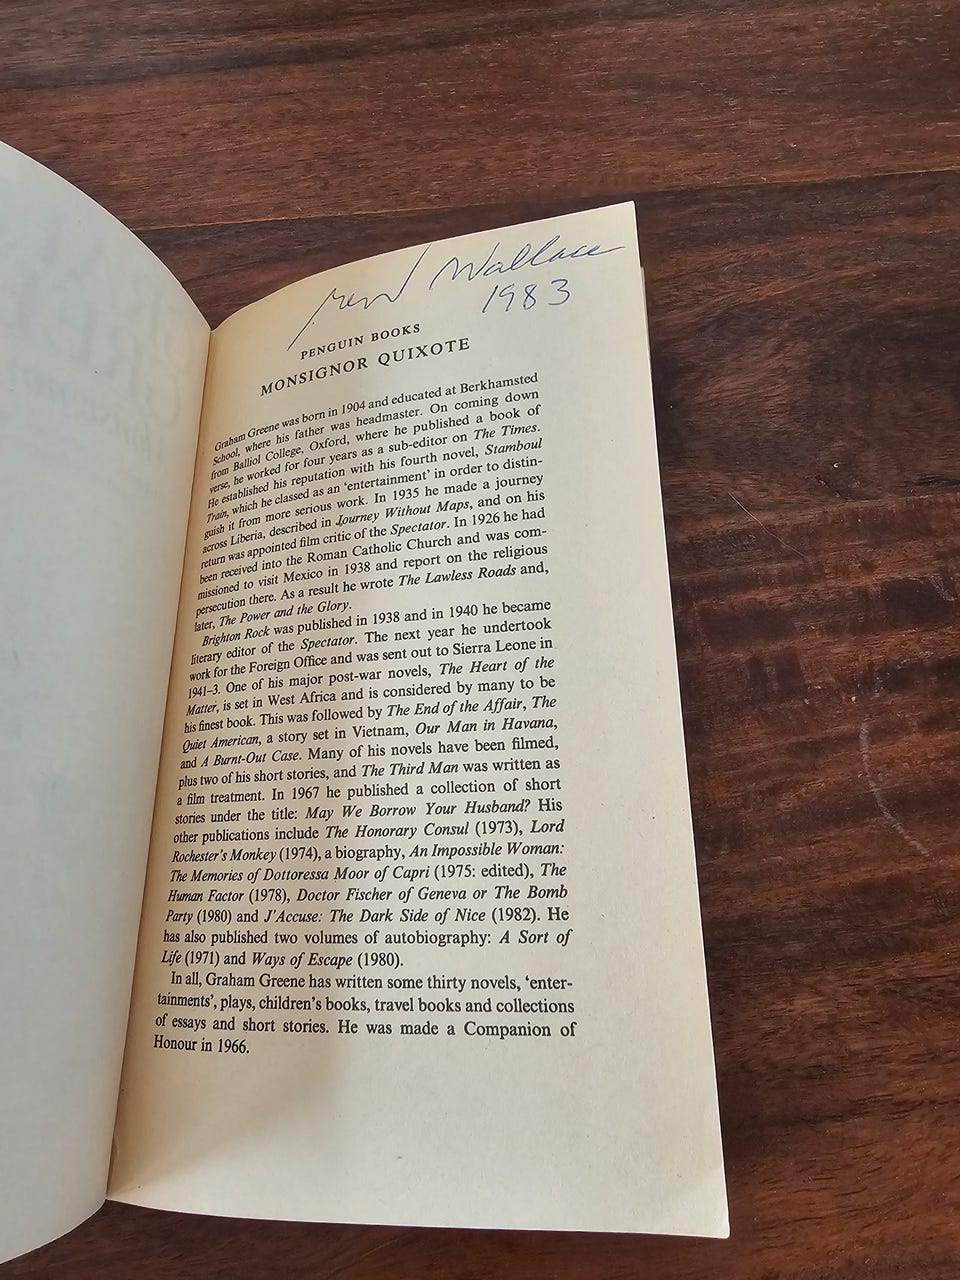 Wallace
1983
PENGUIN BOOKS
MONSIGNOR QUIXOTE
Graham Greene was born in 1904 and educated at Berkhamsted
School, where his father was headmaster. On coming down
from Balliol College, Oxford, where he published a book of
verse, he worked for four years as a sub-editor on The Times.
He established his reputation with his fourth novel, Stamboul
Train, which he classed as an ‘entertainment’ in order to distin-
guish it from more serious work. In 1935 he made a journey
across Liberia, described in Journey Without Maps, and on his
return was appointed film critic of the Spectator. In 1926 he had
been received into the Roman Catholic Church and was com-
missioned to visit Mexico in 1938 and report on the religious
persecution there. As a result he wrote The Lawless Roads and,
later, The Power and the Glory.
Brighton Rock was published in 1938 and in 1940 he became
literary editor of the Spectator. The next year he undertook
work for the Foreign Office and was sent out to Sierra Leone in
1941–3. One of his major post-war novels, The Heart of the
Matter, is set in West Africa and is considered by many to be
his finest book. This was followed by The End of the Affair, The
Quiet American, a story set in Vietnam, Our Man in Havana,
and A Burnt-Out Case. Many of his novels have been filmed,
plus two of his short stories, and The Third Man was written as
a film treatment. In 1967 he published a collection of short
stories under the title: May We Borrow Your Husband? His
other publications include The Honorary Consul (1973), Lord
Rochester's Monkey (1974), a biography, An Impossible Woman:
The Memories of Dottoressa Moor of Capri (1975: edited), The
Human Factor (1978), Doctor Fischer of Geneva or The Bomb
Party (1980) and J'Accuse: The Dark Side of Nice (1982). He
has also published two volumes of autobiography: A Sort of
Life (1971) and Ways of Escape (1980).
In all, Graham Greene has written some thirty novels, ‘enter-
tainments’, plays, children's books, travel books and collections
of essays and short stories. He was made a Companion of
Honour in 1966.